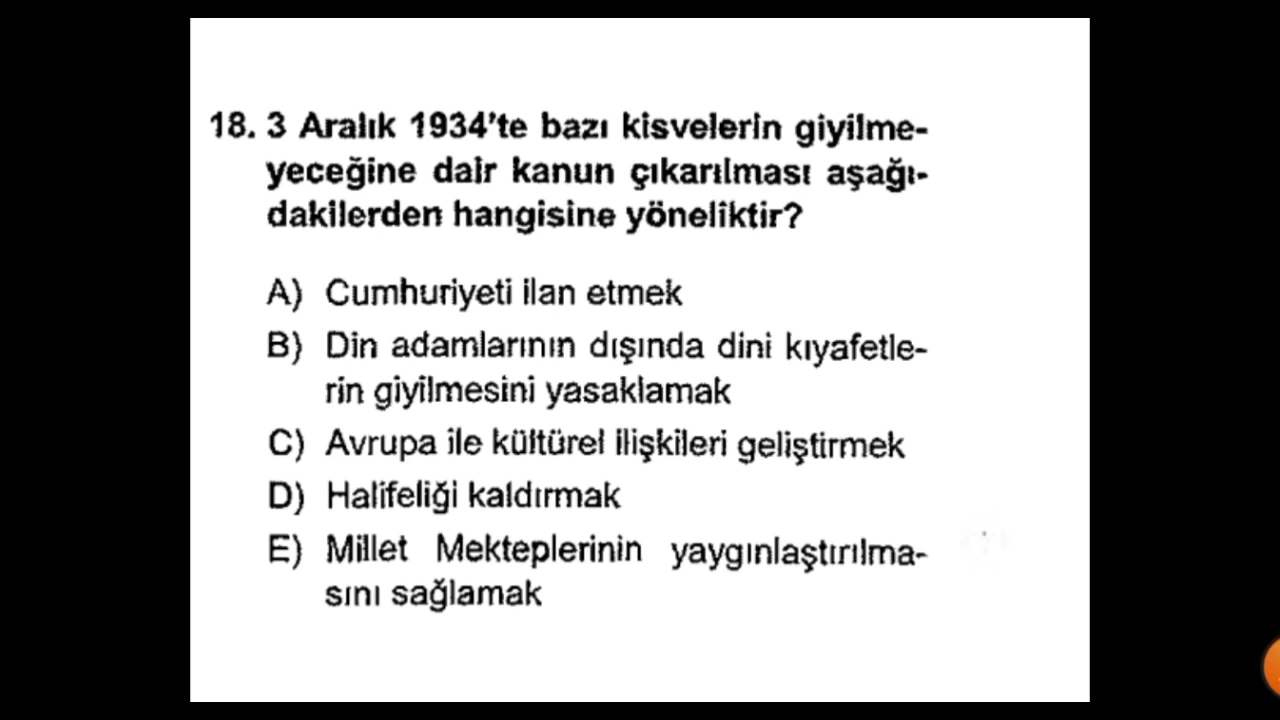 18. 3 Aralık 1934'te bazı kisvelerin giyilme-
yeceğine dair kanun çıkarılması aşağı-
dakilerden hangisine yöneliktir?
A) Cumhuriyeti ilan etmek
B) Din adamlarının dışında dini kıyafetle-
rin giyilmesini yasaklamak
C) Avrupa ile kültürel ilişkileri geliştirmek
D) Halifeliği kaldırmak
E) Millet Mekteplerinin yaygınlaştırılma-
sını sağlamak